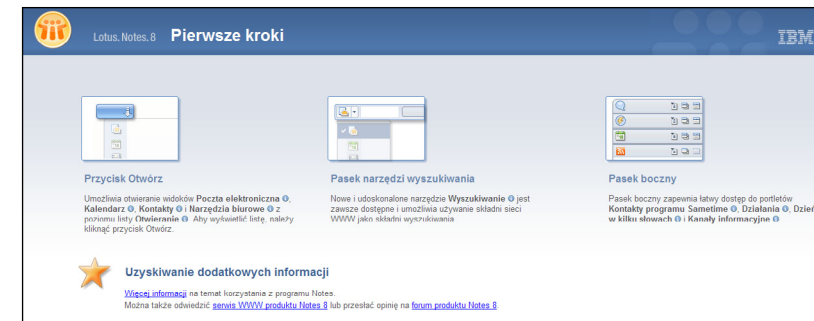 Lotus. Notes. 8 Pierwsze kroki
IBM
Przycisk Otwórz
Umożliwia otwieranie widoków Poczta elektroniczna,
Kalendarz, Kontakty i Narzędzia biurowe z
poziomu listy Otwieranie. Aby wyświetlić listę, należy
kliknąć przycisk Otwórz.
Pasek narzędzi wyszukiwania
Nowe i udoskonalone narzędzie Wyszukiwanie jest
zawsze dostępne i umożliwia używanie składni sieci
WWW jako składni wyszukiwania
Pasek boczny
Pasek boczny zapewnia łatwy dostęp do portletów
Kontakty programu Sametime, Działania, Dzień
w kilku słowach i Kanały informacyjne
Uzyskiwanie dodatkowych informacji
Więcej informacji na temat korzystania z programu Notes.
Można także odwiedzić serwis WWW produktu Notes 8 lub przesłać opinię na forum produktu Notes 8.